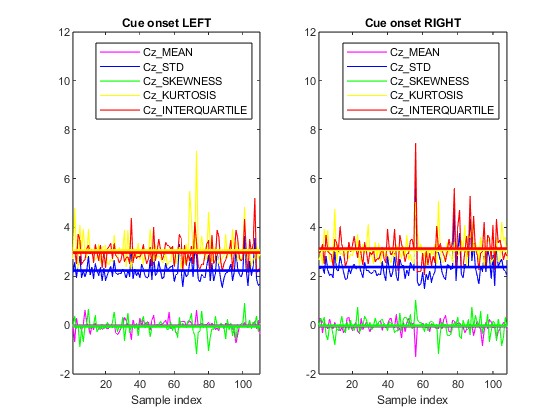 Cue onset LEFT
12
10
8
6
4
2
0
-2
20 40 60 80 100
Sample index
Cz_MEAN
Cz_STD
Cz_SKEWNESS
Cz_KURTOSIS
Cz_INTERQUARTILE
Cue onset RIGHT
12
10
8
6
4
2
0
-2
20 40 60 80 100
Sample index
Cz_MEAN
Cz_STD
Cz_SKEWNESS
Cz_KURTOSIS
Cz_INTERQUARTILE